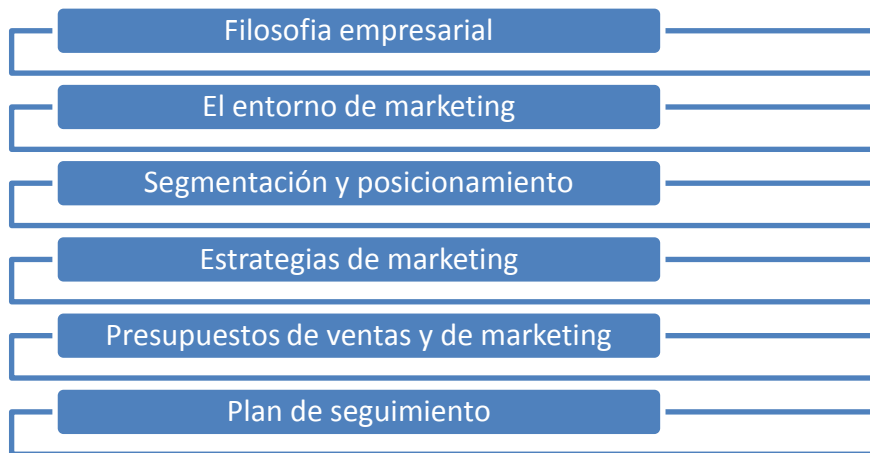 Filosofia empresarial
El entorno de marketing
Segmentación y posicionamiento
Estrategias de marketing
Presupuestos de ventas y de marketing
Plan de seguimiento